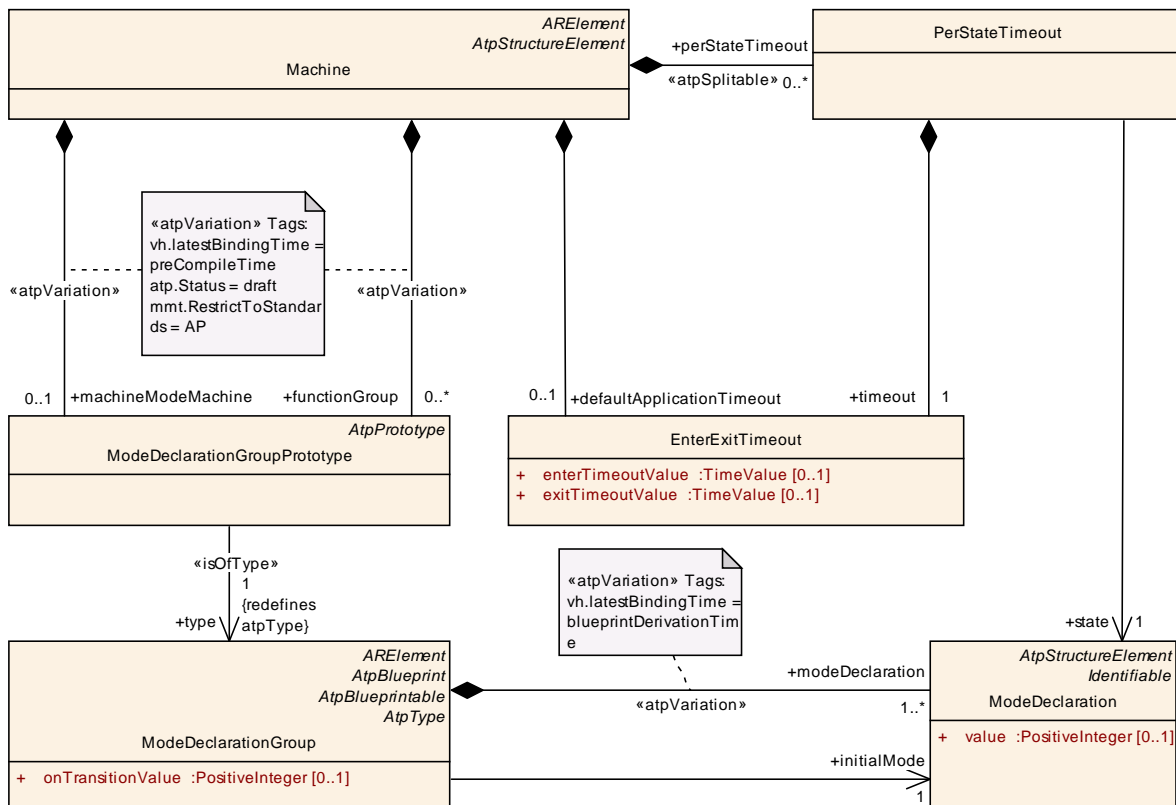 ARElement
AtpStructureElement
Machine
+perStateTimeout
«atpSplitable»
0..*
PerStateTimeout
«atpVariation» Tags:
vh.latestBindingTime =
preCompileTime
atp.Status = draft
mmt.RestrictToStandar
ds = AP
«atpVariation»
«atpVariation»
0..1
+machineModeMachine
+functionGroup
0..*
0..1
+defaultApplicationTimeout
+timeout
1
AtpPrototype
ModeDeclarationGroupPrototype
EnterExitTimeout
+ enterTimeoutValue :TimeValue [0..1]
+ exitTimeoutValue :TimeValue [0..1]
«isOfType»
1
{redefines
atpType}
+type
«atpVariation» Tags:
vh.latestBindingTime =
blueprintDerivationTim
e
+state
1
ARElement
AtpBlueprint
AtpBlueprintable
AtpType
ModeDeclarationGroup
+ onTransitionValue :PositiveInteger [0..1]
+modeDeclaration
«atpVariation»
1..*
+initialMode
1
AtpStructureElement
Identifiable
ModeDeclaration
+ value :PositiveInteger [0..1]